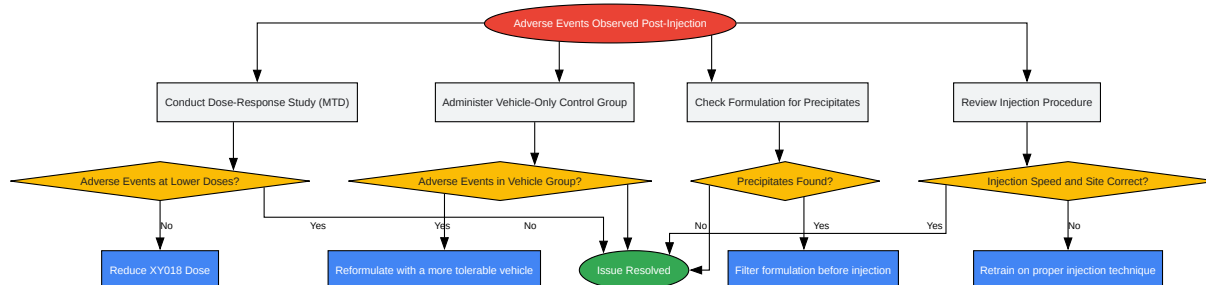 Adverse Events Observed Post-Injection
Conduct Dose-Response Study (MTD)
Administer Vehicle-Only Control Group
Check Formulation for Precipitates
Review Injection Procedure
Adverse Events at Lower Doses?
Adverse Events in Vehicle Group?
Precipitates Found?
Injection Speed and Site Correct?
No
Yes
Yes
No
No
Yes
Yes
No
Reduce XY018 Dose
Reformulate with a more tolerable vehicle
Issue Resolved
Filter formulation before injection
Retrain on proper injection technique